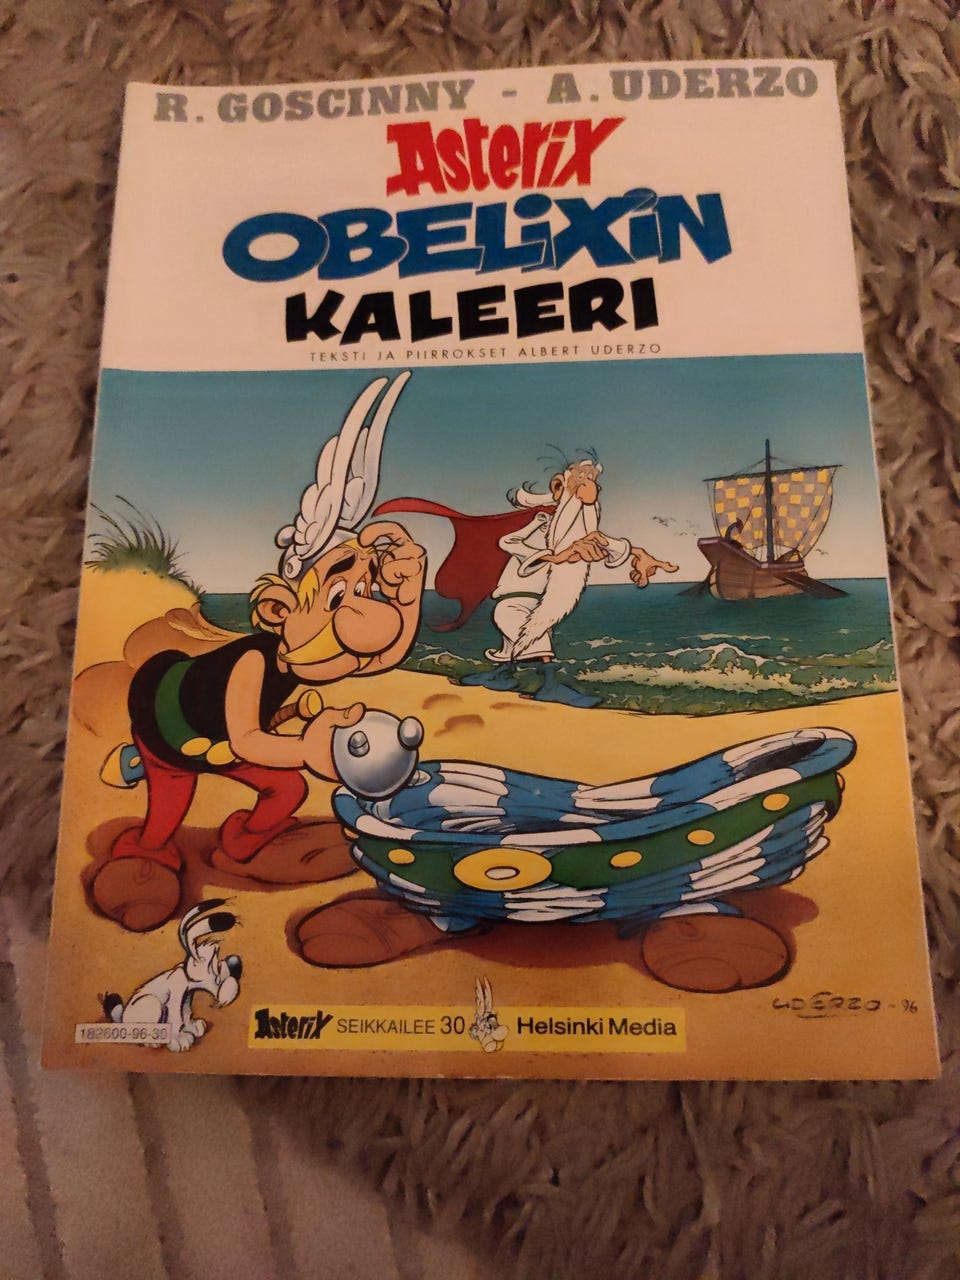 R. GOSCINNY - A. UDERZO
Asterix
OBELiXiN
KALEERI
TEKSTI JA PIIRROKSET ALBERT UDERZO
UDERZO - 96
182600-96-30
Asterix SEIKKAILEE 30 Helsinki Media